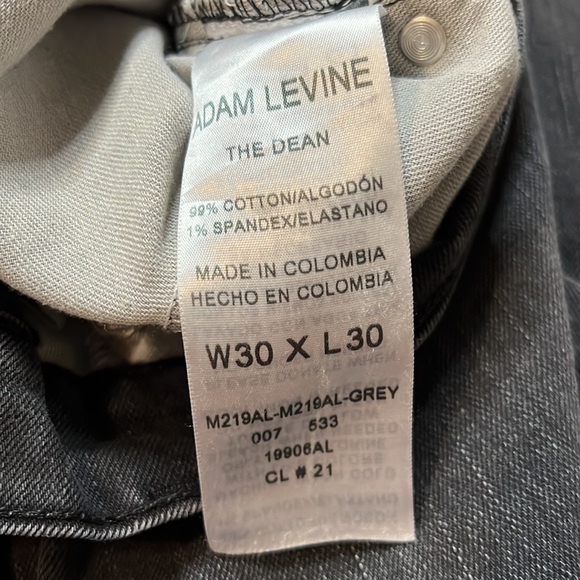 ADAM LEVINE
THE DEAN
99% COTTON/ALGODÓN
1% SPANDEX/ELASTANO
MADE IN COLOMBIA
HECHO EN COLOMBIA
W30 X L30
M219AL-M219AL-GREY
007 533
19906AL
CL # 21